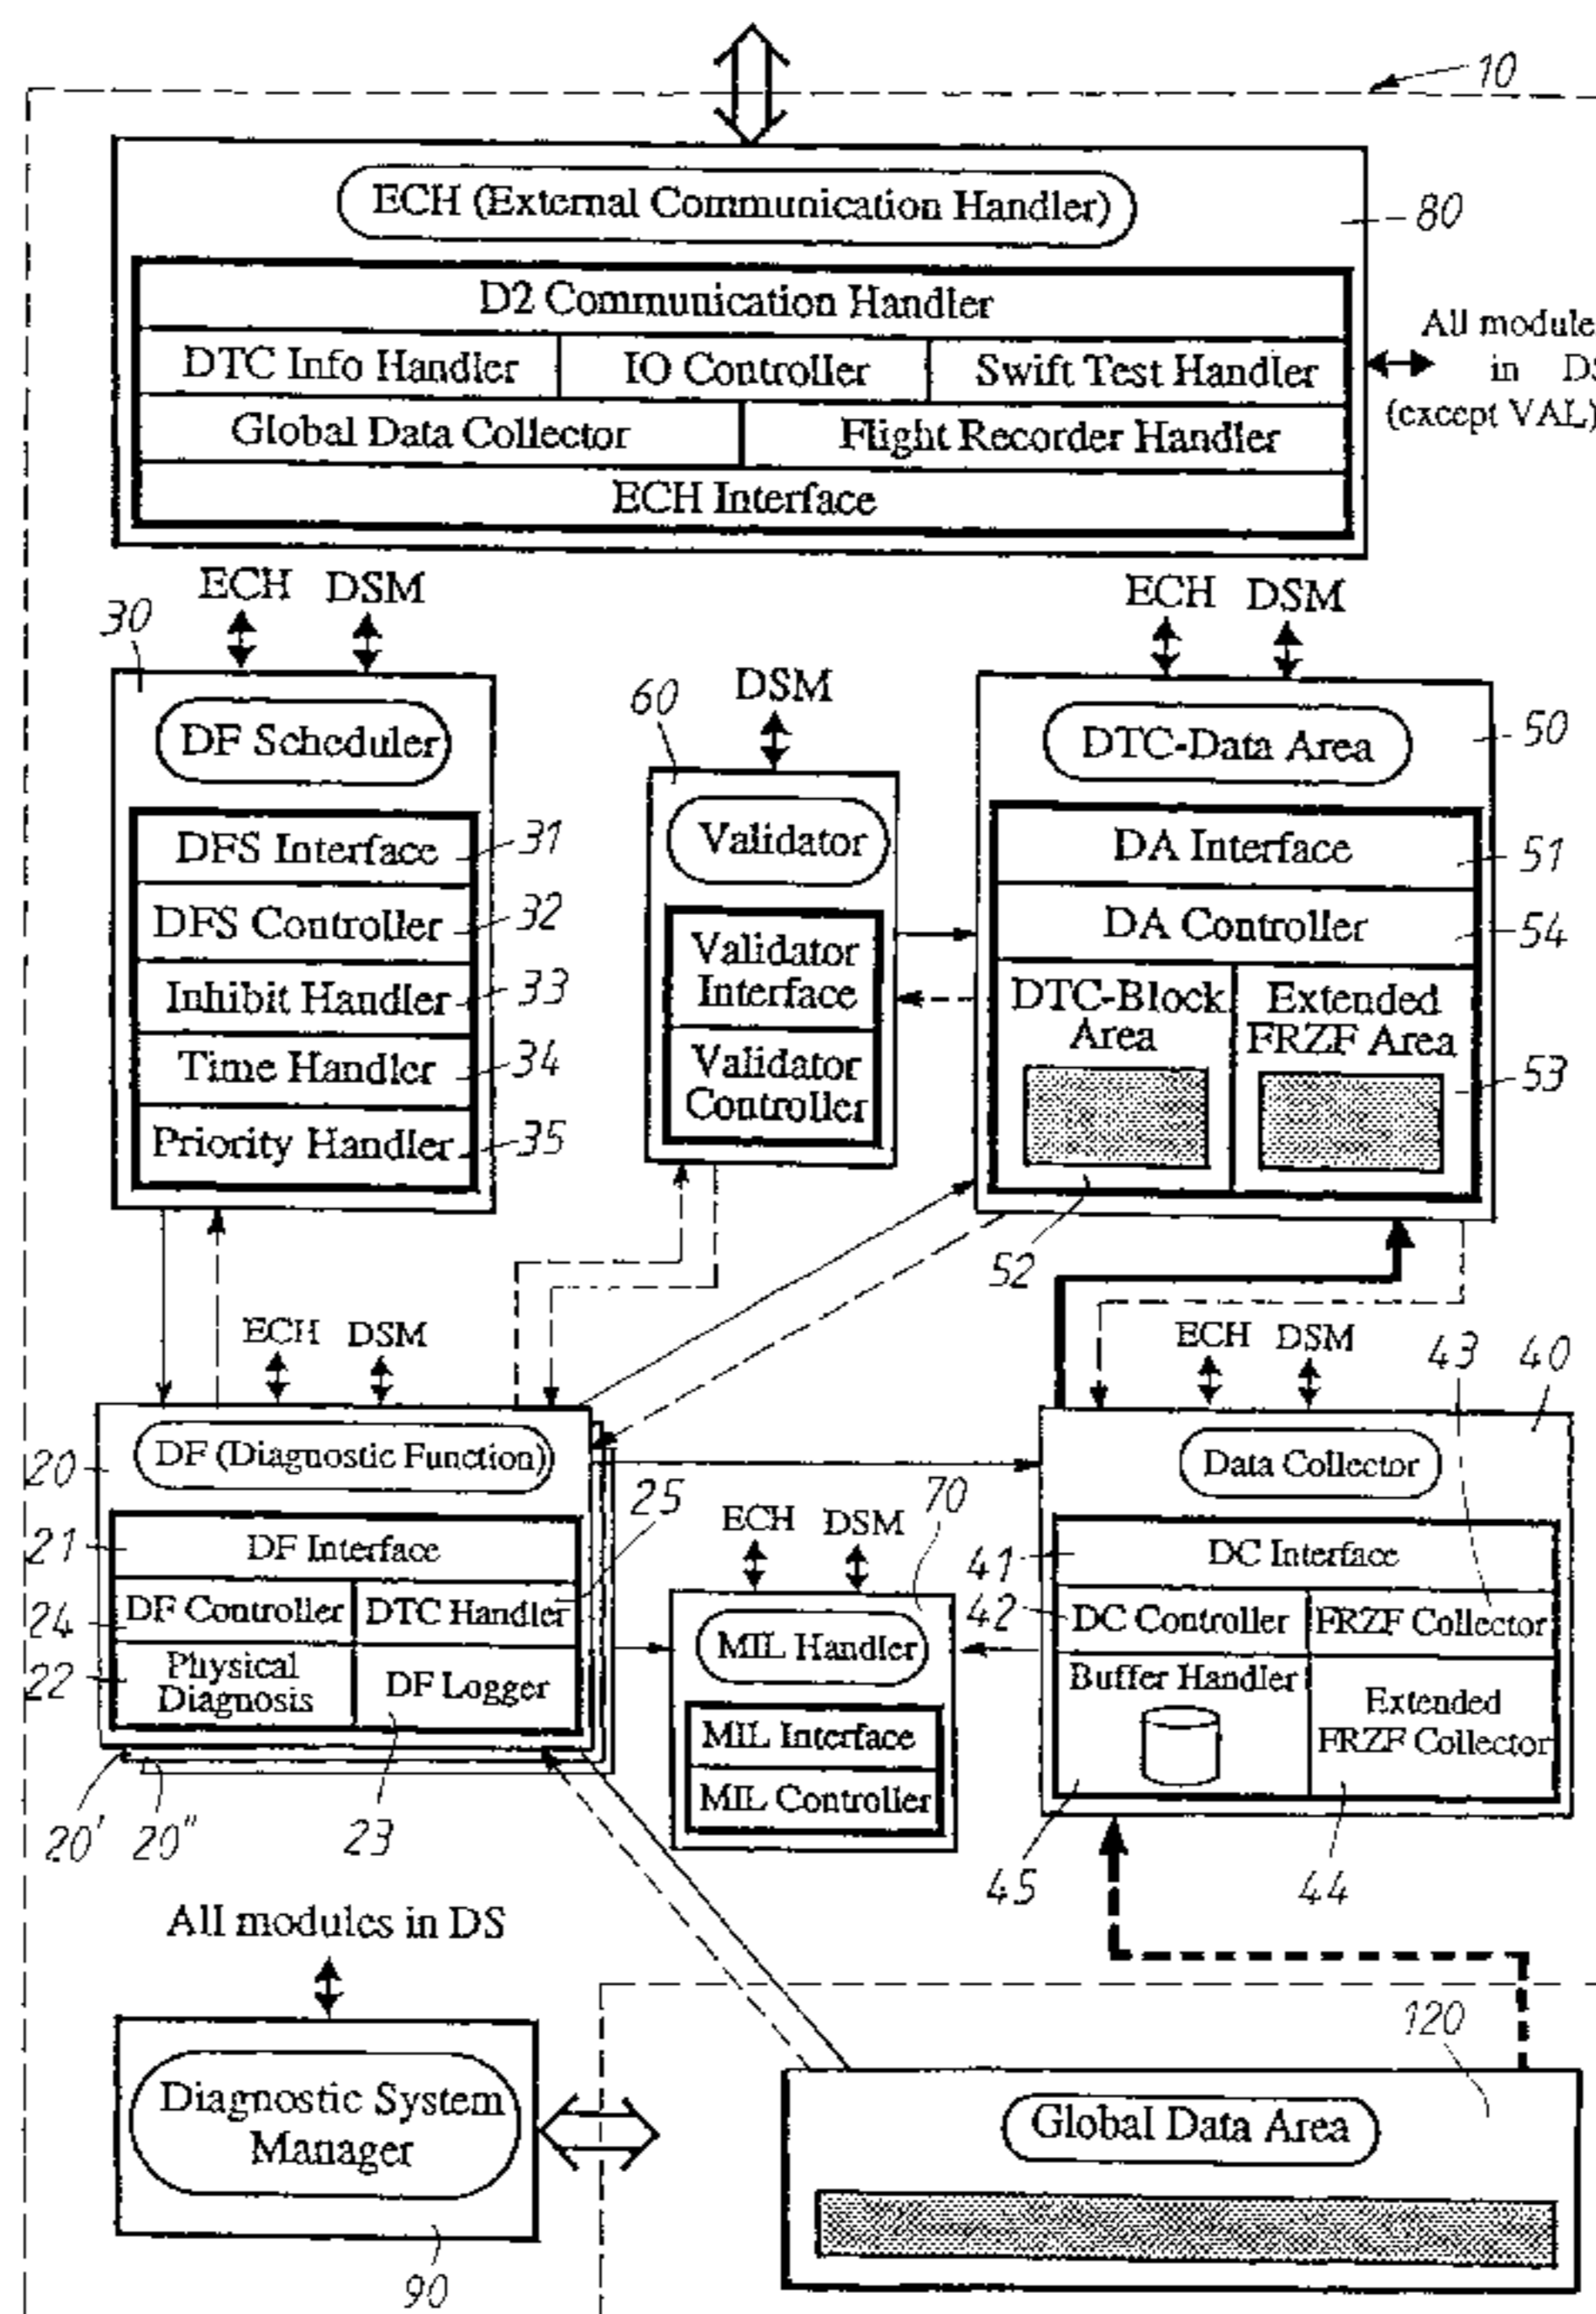 10
ECH (External Communication Handler)
80
D2 Communication Handler
DTC Info Handler
IO Controller
Swift Test Handler
Global Data Collector
Flight Recorder Handler
ECH Interface
All module
in DS
(except VAL)
ECH DSM
30
DF Scheduler
DFS Interface
31
DFS Controller
32
Inhibit Handler
33
Time Handler
34
Priority Handler
35
DSM
60
Validator
Validator
Interface
Validator
Controller
ECH DSM
50
DTC-Data Area
DA Interface
51
DA Controller
54
DTC-Block
Area
Extended
FRZF Area
53
52
ECH DSM
20
DF (Diagnostic Function)
25
21
DF Interface
24
DF Controller
DTC Handler
22
Physical
Diagnosis
DF Logger
20'
20"
23
ECH DSM
70
MIL Handler
MIL Interface
MIL Controller
ECH DSM
43
40
Data Collector
41
DC Interface
42
DC Controller
FRZF Collector
Buffer Handler
Extended
FRZF Collector
45
44
All modules in DS
Diagnostic System
Manager
90
120
Global Data Area